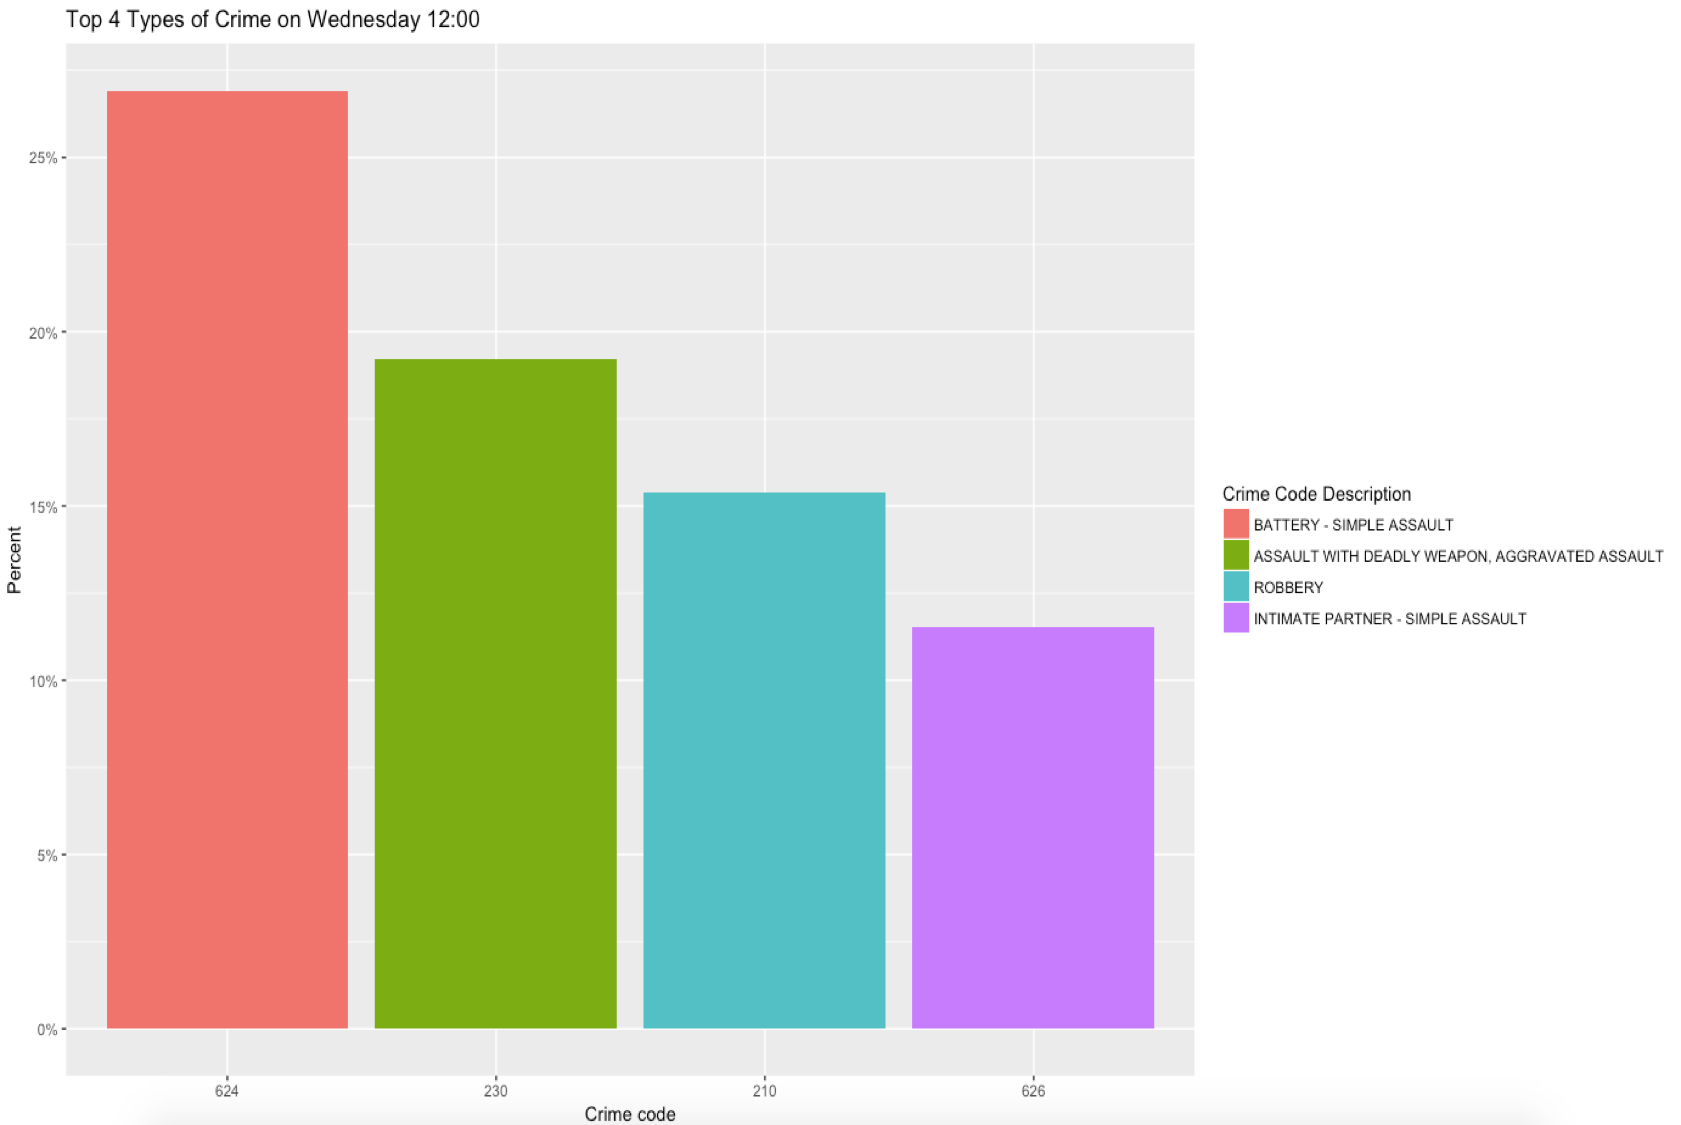 Top 4 Types of Crime on Wednesday 12:00
Percent
25%
20%
15%
10%
5%
0%
624
230
210
626
Crime code
Crime Code Description
BATTERY - SIMPLE ASSAULT
ASSAULT WITH DEADLY WEAPON, AGGRAVATED ASSAULT
ROBBERY
INTIMATE PARTNER - SIMPLE ASSAULT